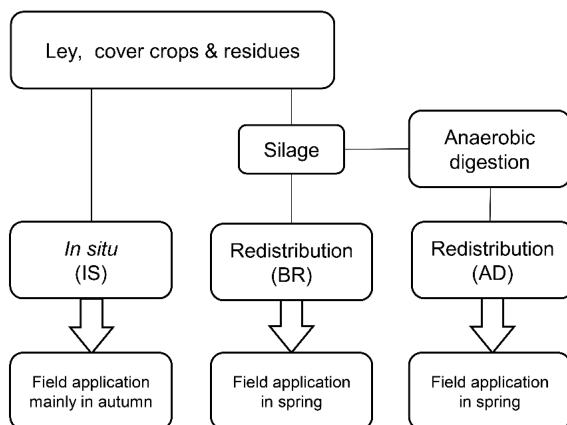 Ley, cover crops & residues
Silage
Anaerobic
digestion
In situ
(IS)
Redistribution
(BR)
Redistribution
(AD)
Field application
mainly in autumn
Field application
in spring
Field application
in spring